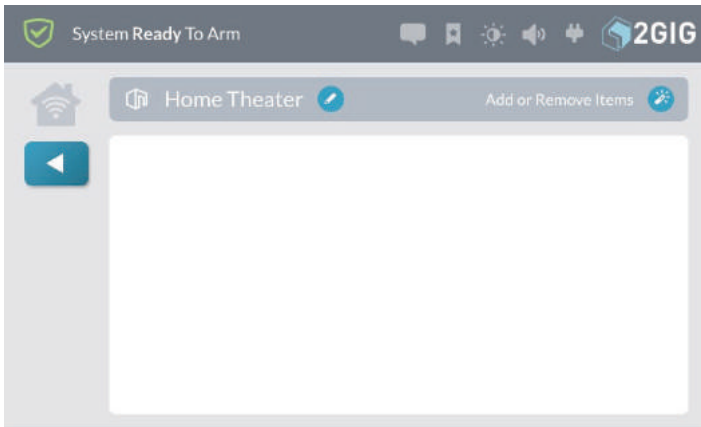 System Ready To Arm
2GIG
Home Theater
Add or Remove Items